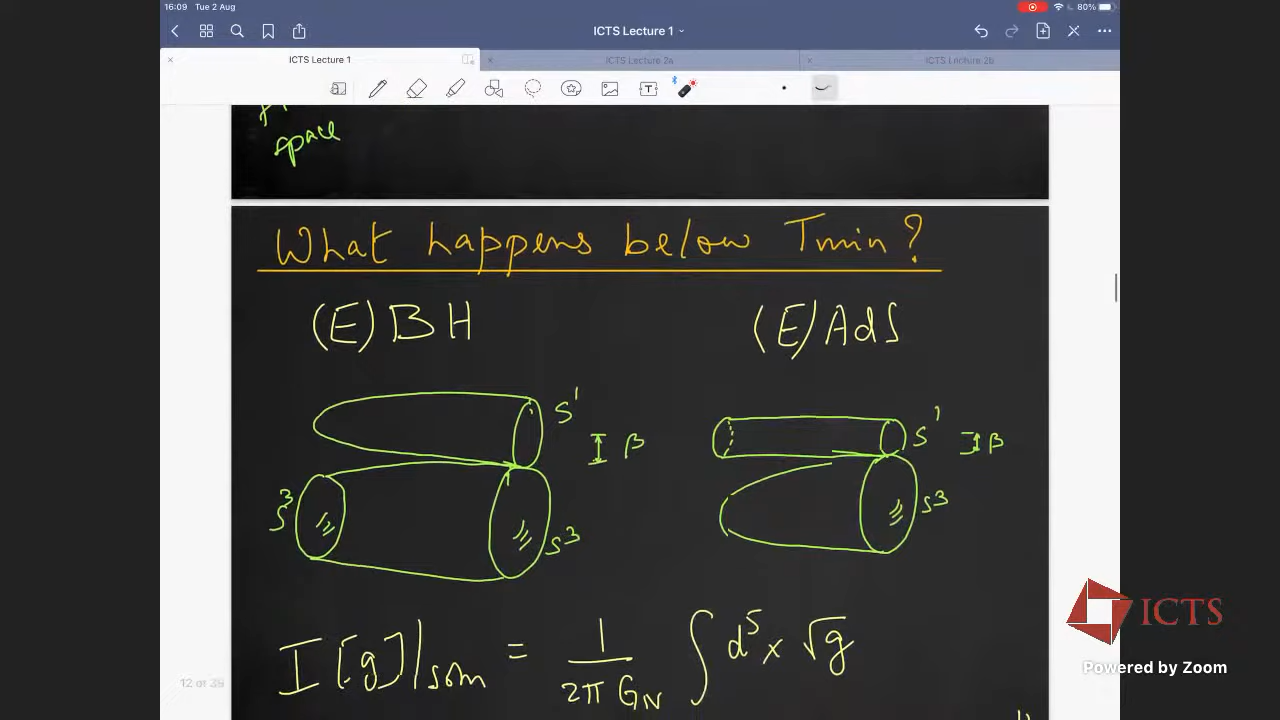 16:09 Tue 2 Aug
80%
ICTS Lecture 1
ICTS Lecture 1
ICTS Lecture 2a
ICTS Lecture 2b
space
What happens below Tmin?
(E) BH
(E) AdS
S¹
I β
S³
S³
S¹
I β
S³
I[g]|soln = 1/2π G_N ∫ d⁵x √g
12 of 39
ICTS
Powered by Zoom